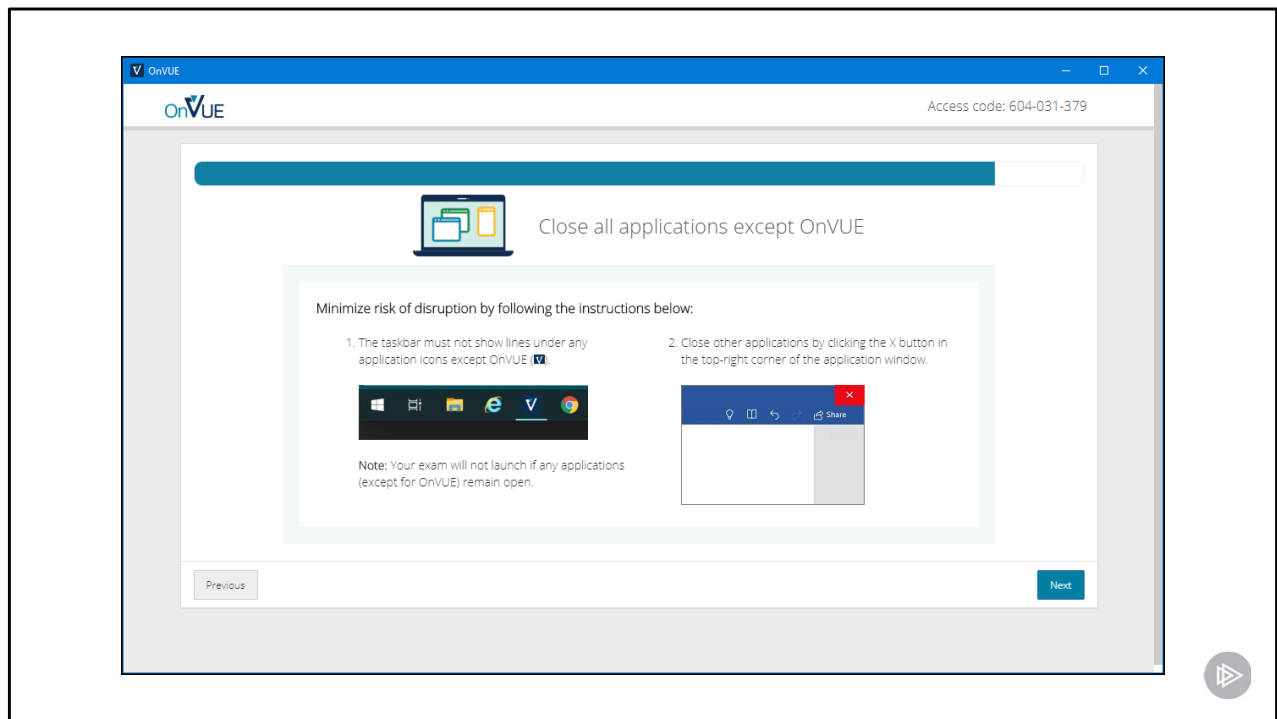 OnVUE
OnVUE
Access code: 604-031-379
Close all applications except OnVUE
Minimize risk of disruption by following the instructions below:
1. The taskbar must not show lines under any
application icons except OnVUE (V).
Note: Your exam will not launch if any applications
(except for OnVUE) remain open.
2. Close other applications by clicking the X button in
the top-right corner of the application window.
Share
Previous
Next